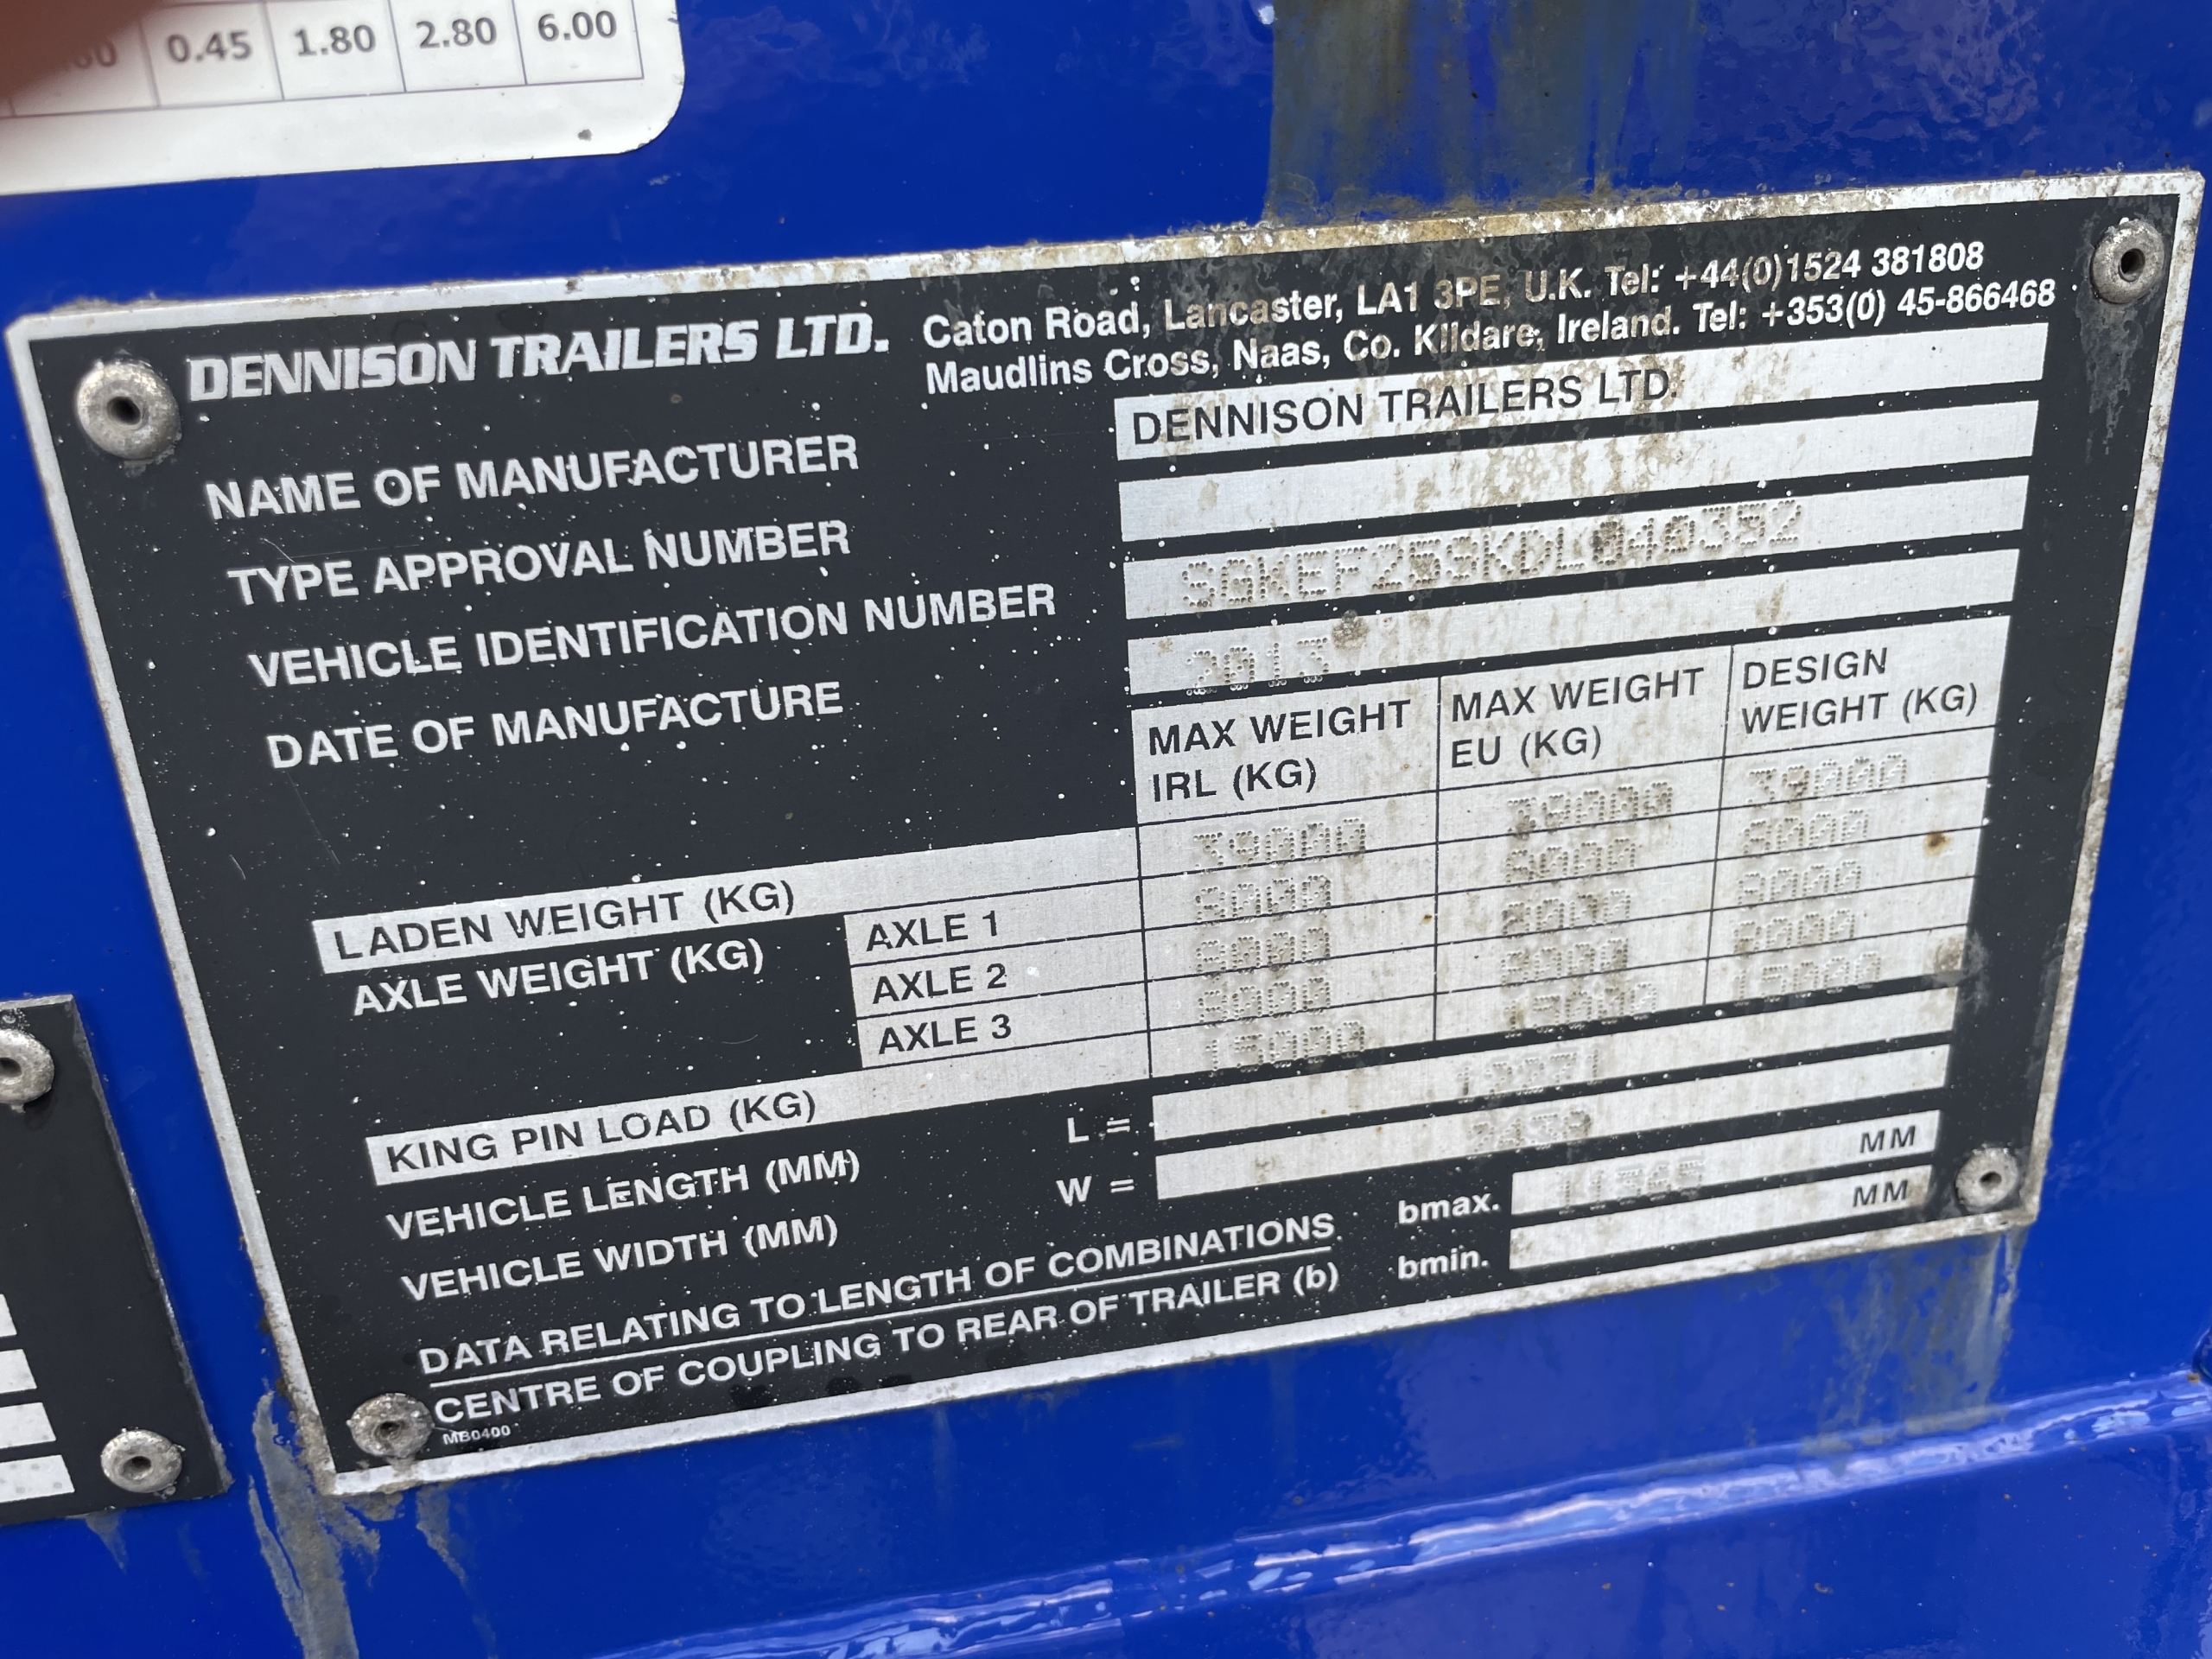 0.45 1.80 2.80 6.00
DENNISON TRAILERS LTD. Caton Road, Lancaster, LA1 3PE, U.K. Tel: +44(0)1524 381808
Maudlins Cross, Naas, Co. Kildare, Ireland. Tel: +353(0) 45-866468
NAME OF MANUFACTURER DENNISON TRAILERS LTD.
TYPE APPROVAL NUMBER
VEHICLE IDENTIFICATION NUMBER
DATE OF MANUFACTURE 2013
MAX WEIGHT IRL (KG) MAX WEIGHT EU (KG) DESIGN WEIGHT (KG)
LADEN WEIGHT (KG) 39000 39000 39000
AXLE WEIGHT (KG) AXLE 1
AXLE 2
AXLE 3
KING PIN LOAD (KG) 15000 15000
VEHICLE LENGTH (MM) L =
VEHICLE WIDTH (MM) W =
DATA RELATING TO LENGTH OF COMBINATIONS. bmax. MM
CENTRE OF COUPLING TO REAR OF TRAILER (b) bmin. MM
MB0400